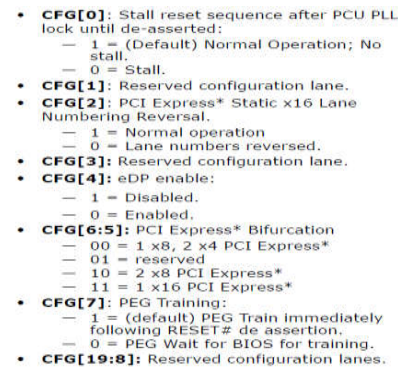 • CFG[0]: Stall reset sequence after PCU PLL
lock until de-asserted:
— 1 = (Default) Normal Operation; No
stall.
— 0 = Stall.
• CFG[1]: Reserved configuration lane.
• CFG[2]: PCI Express* Static x16 Lane
Numbering Reversal.
— 1 = Normal operation
— 0 = Lane numbers reversed.
• CFG[3]: Reserved configuration lane.
• CFG[4]: eDP enable:
— 1 = Disabled.
— 0 = Enabled.
• CFG[6:5]: PCI Express* Bifurcation
— 00 = 1 x8, 2 x4 PCI Express*
— 01 = reserved
— 10 = 2 x8 PCI Express*
— 11 = 1 x16 PCI Express*
• CFG[7]: PEG Training:
— 1 = (default) PEG Train immediately
following RESET# de assertion.
— 0 = PEG Wait for BIOS for training.
• CFG[19:8]: Reserved configuration lanes.